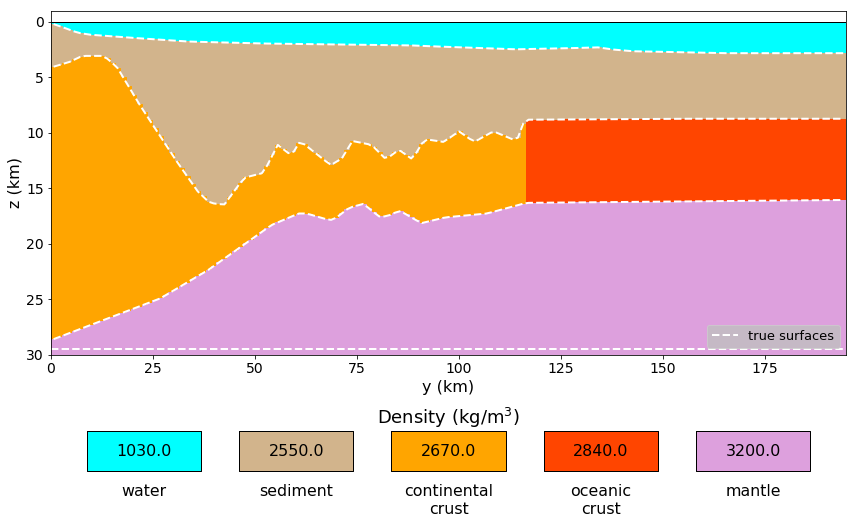 0
5
10
15
20
25
30
z (km)
true surfaces
0 25 50 75 100 125 150 175
y (km)
Density (kg/m³)
1030.0 2550.0 2670.0 2840.0 3200.0
water sediment continental oceanic mantle
crust crust